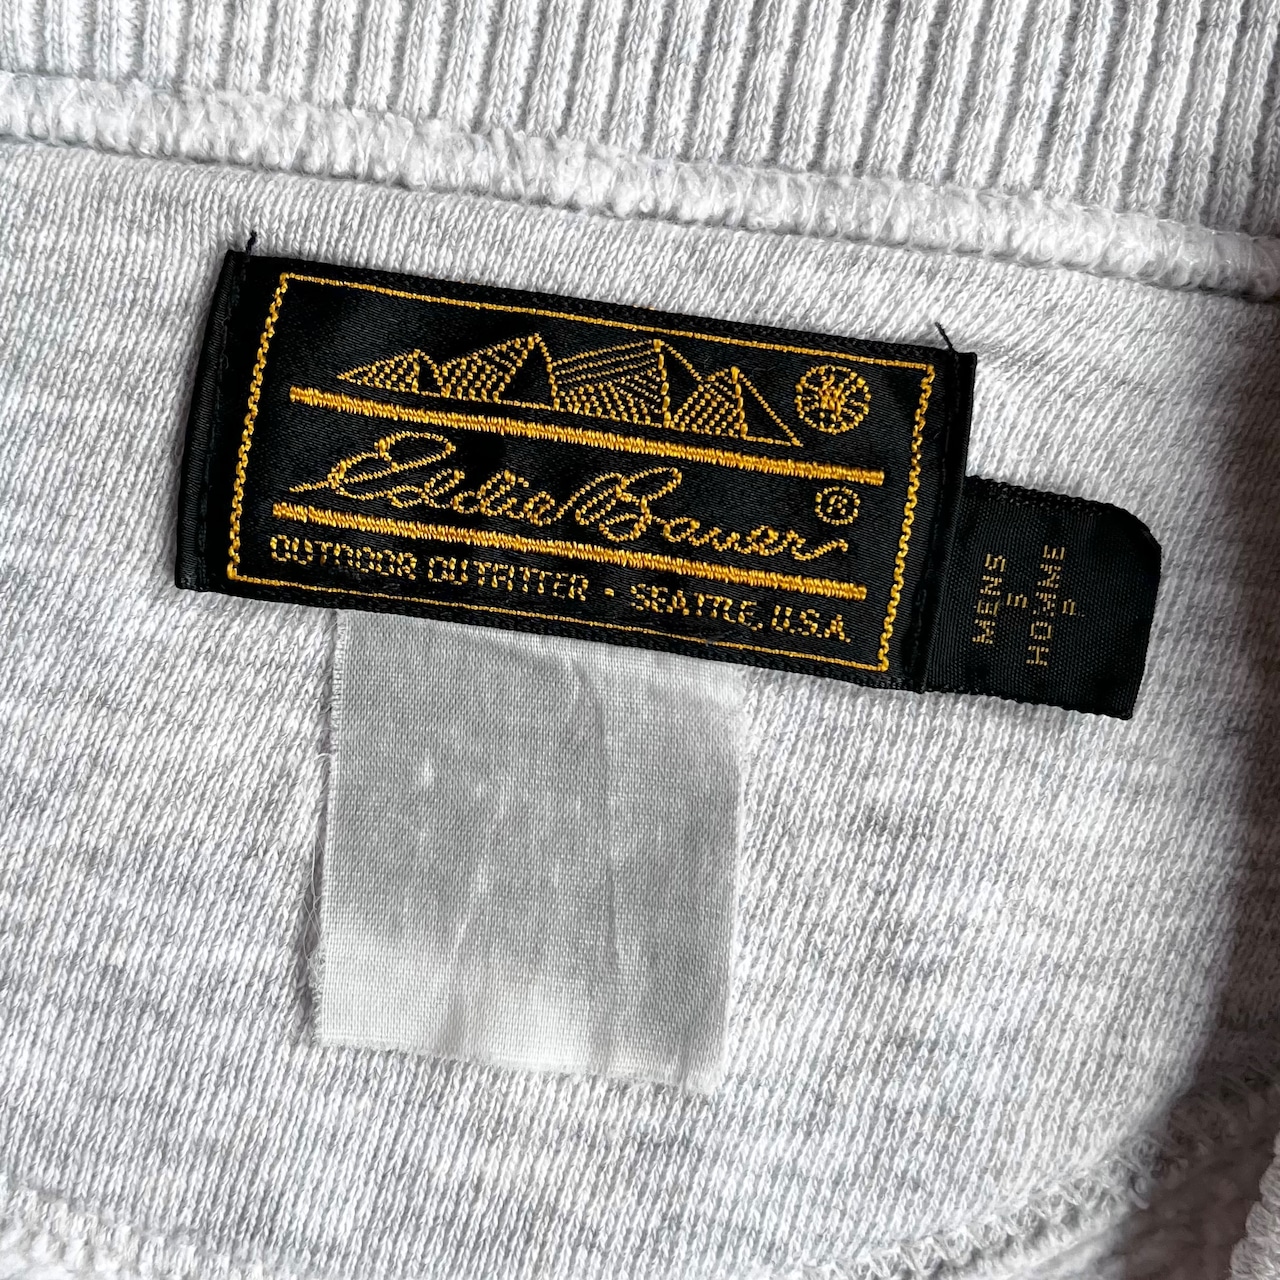 Eddie Bauer®
OUTDOOR OUTFITTER • SEATTLE, U.S.A.
MENS
S
HOMME
P